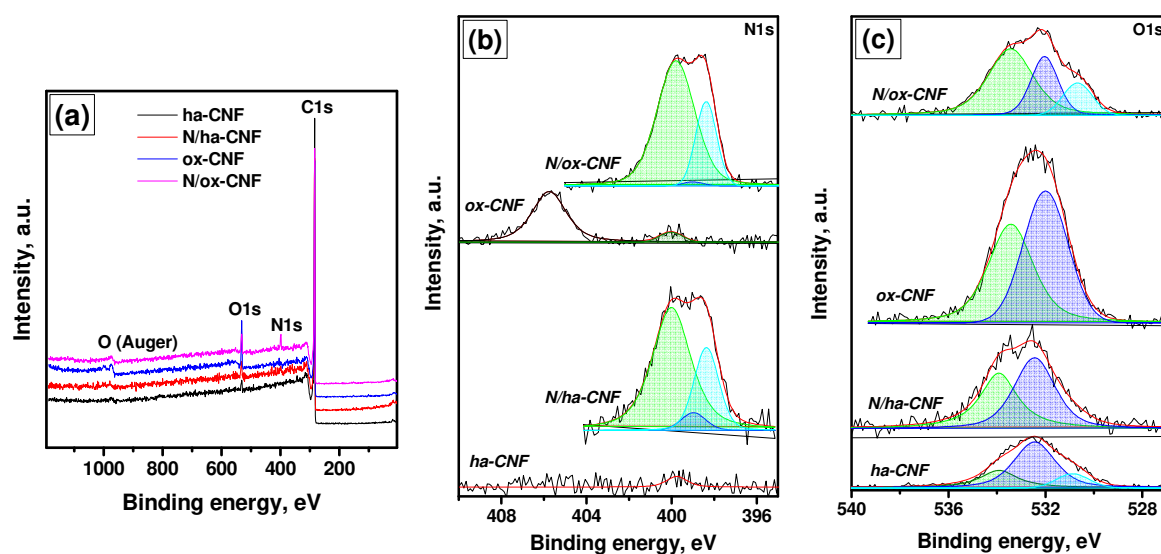 (a)
ha-CNF
N/ha-CNF
ox-CNF
N/ox-CNF
C1s
O1s
N1s
O (Auger)
Intensity, a.u.
1000 800 600 400 200
Binding energy, eV
(b)
N1s
N/ox-CNF
ox-CNF
N/ha-CNF
ha-CNF
Intensity, a.u.
408 404 400 396
Binding energy, eV
(c)
O1s
N/ox-CNF
ox-CNF
N/ha-CNF
ha-CNF
Intensity, a.u.
540 536 532 528
Binding energy, eV